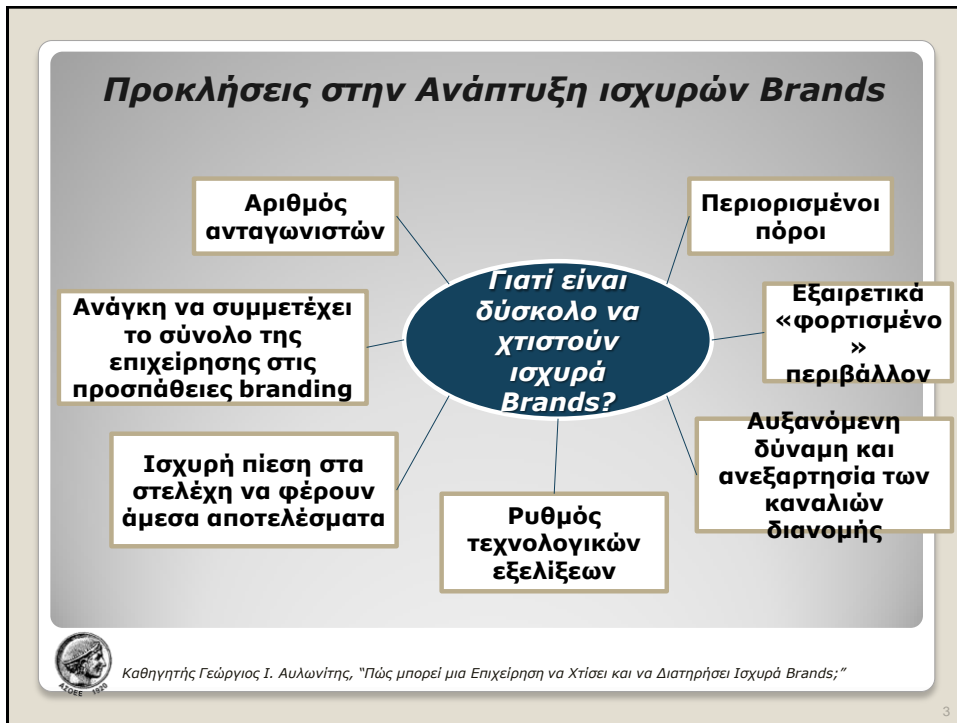 Προκλήσεις στην Ανάπτυξη ισχυρών Brands
Αριθμός
ανταγωνιστών
Περιορισμένοι
πόροι
Γιατί είναι
δύσκολο να
χτιστούν
ισχυρά
Brands?
Ανάγκη να συμμετέχει
το σύνολο της
επιχείρησης στις
προσπάθειες branding
Εξαιρετικά
«φορτισμένο
»
περιβάλλον
Ισχυρή πίεση στα
στελέχη να φέρουν
άμεσα αποτελέσματα
Αυξανόμενη
δύναμη και
ανεξαρτησία των
καναλιών
διανομής
Ρυθμός
τεχνολογικών
εξελίξεων
ΑΣΟΕΕ 1920
Καθηγητής Γεώργιος Ι. Αυλωνίτης, “Πώς μπορεί μια Επιχείρηση να Χτίσει και να Διατηρήσει Ισχυρά Brands;”
3